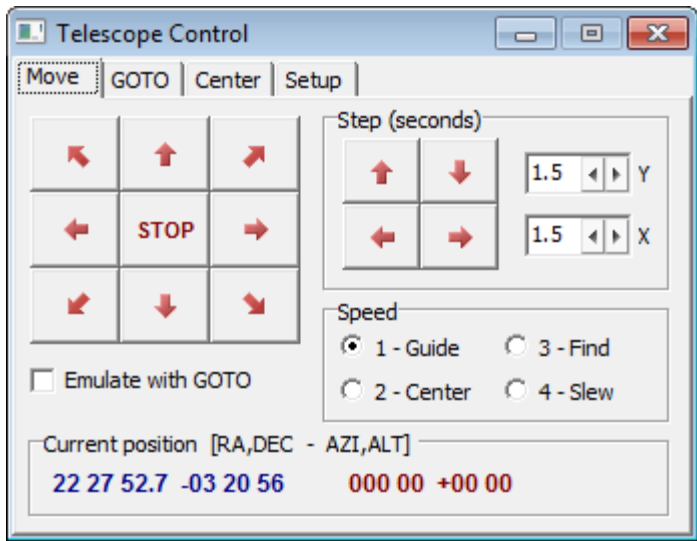 Telescope Control
Move GOTO Center Setup
Step (seconds)
1.5 Y
STOP
1.5 X
Speed
1 - Guide 3 - Find
Emulate with GOTO
2 - Center 4 - Slew
Current position [RA,DEC - AZI,ALT]
22 27 52.7 -03 20 56 000 00 +00 00